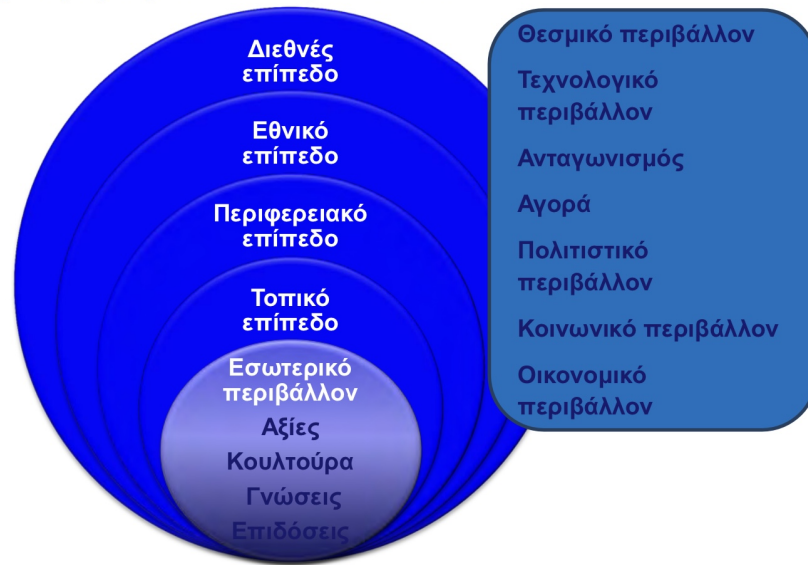 Διεθνές
επίπεδο
Εθνικό
επίπεδο
Περιφερειακό
επίπεδο
Τοπικό
επίπεδο
Εσωτερικό
περιβάλλον
Αξίες
Κουλτούρα
Γνώσεις
Επιδόσεις
Θεσμικό περιβάλλον
Τεχνολογικό
περιβάλλον
Ανταγωνισμός
Αγορά
Πολιτιστικό
περιβάλλον
Κοινωνικό περιβάλλον
Οικονομικό
περιβάλλον